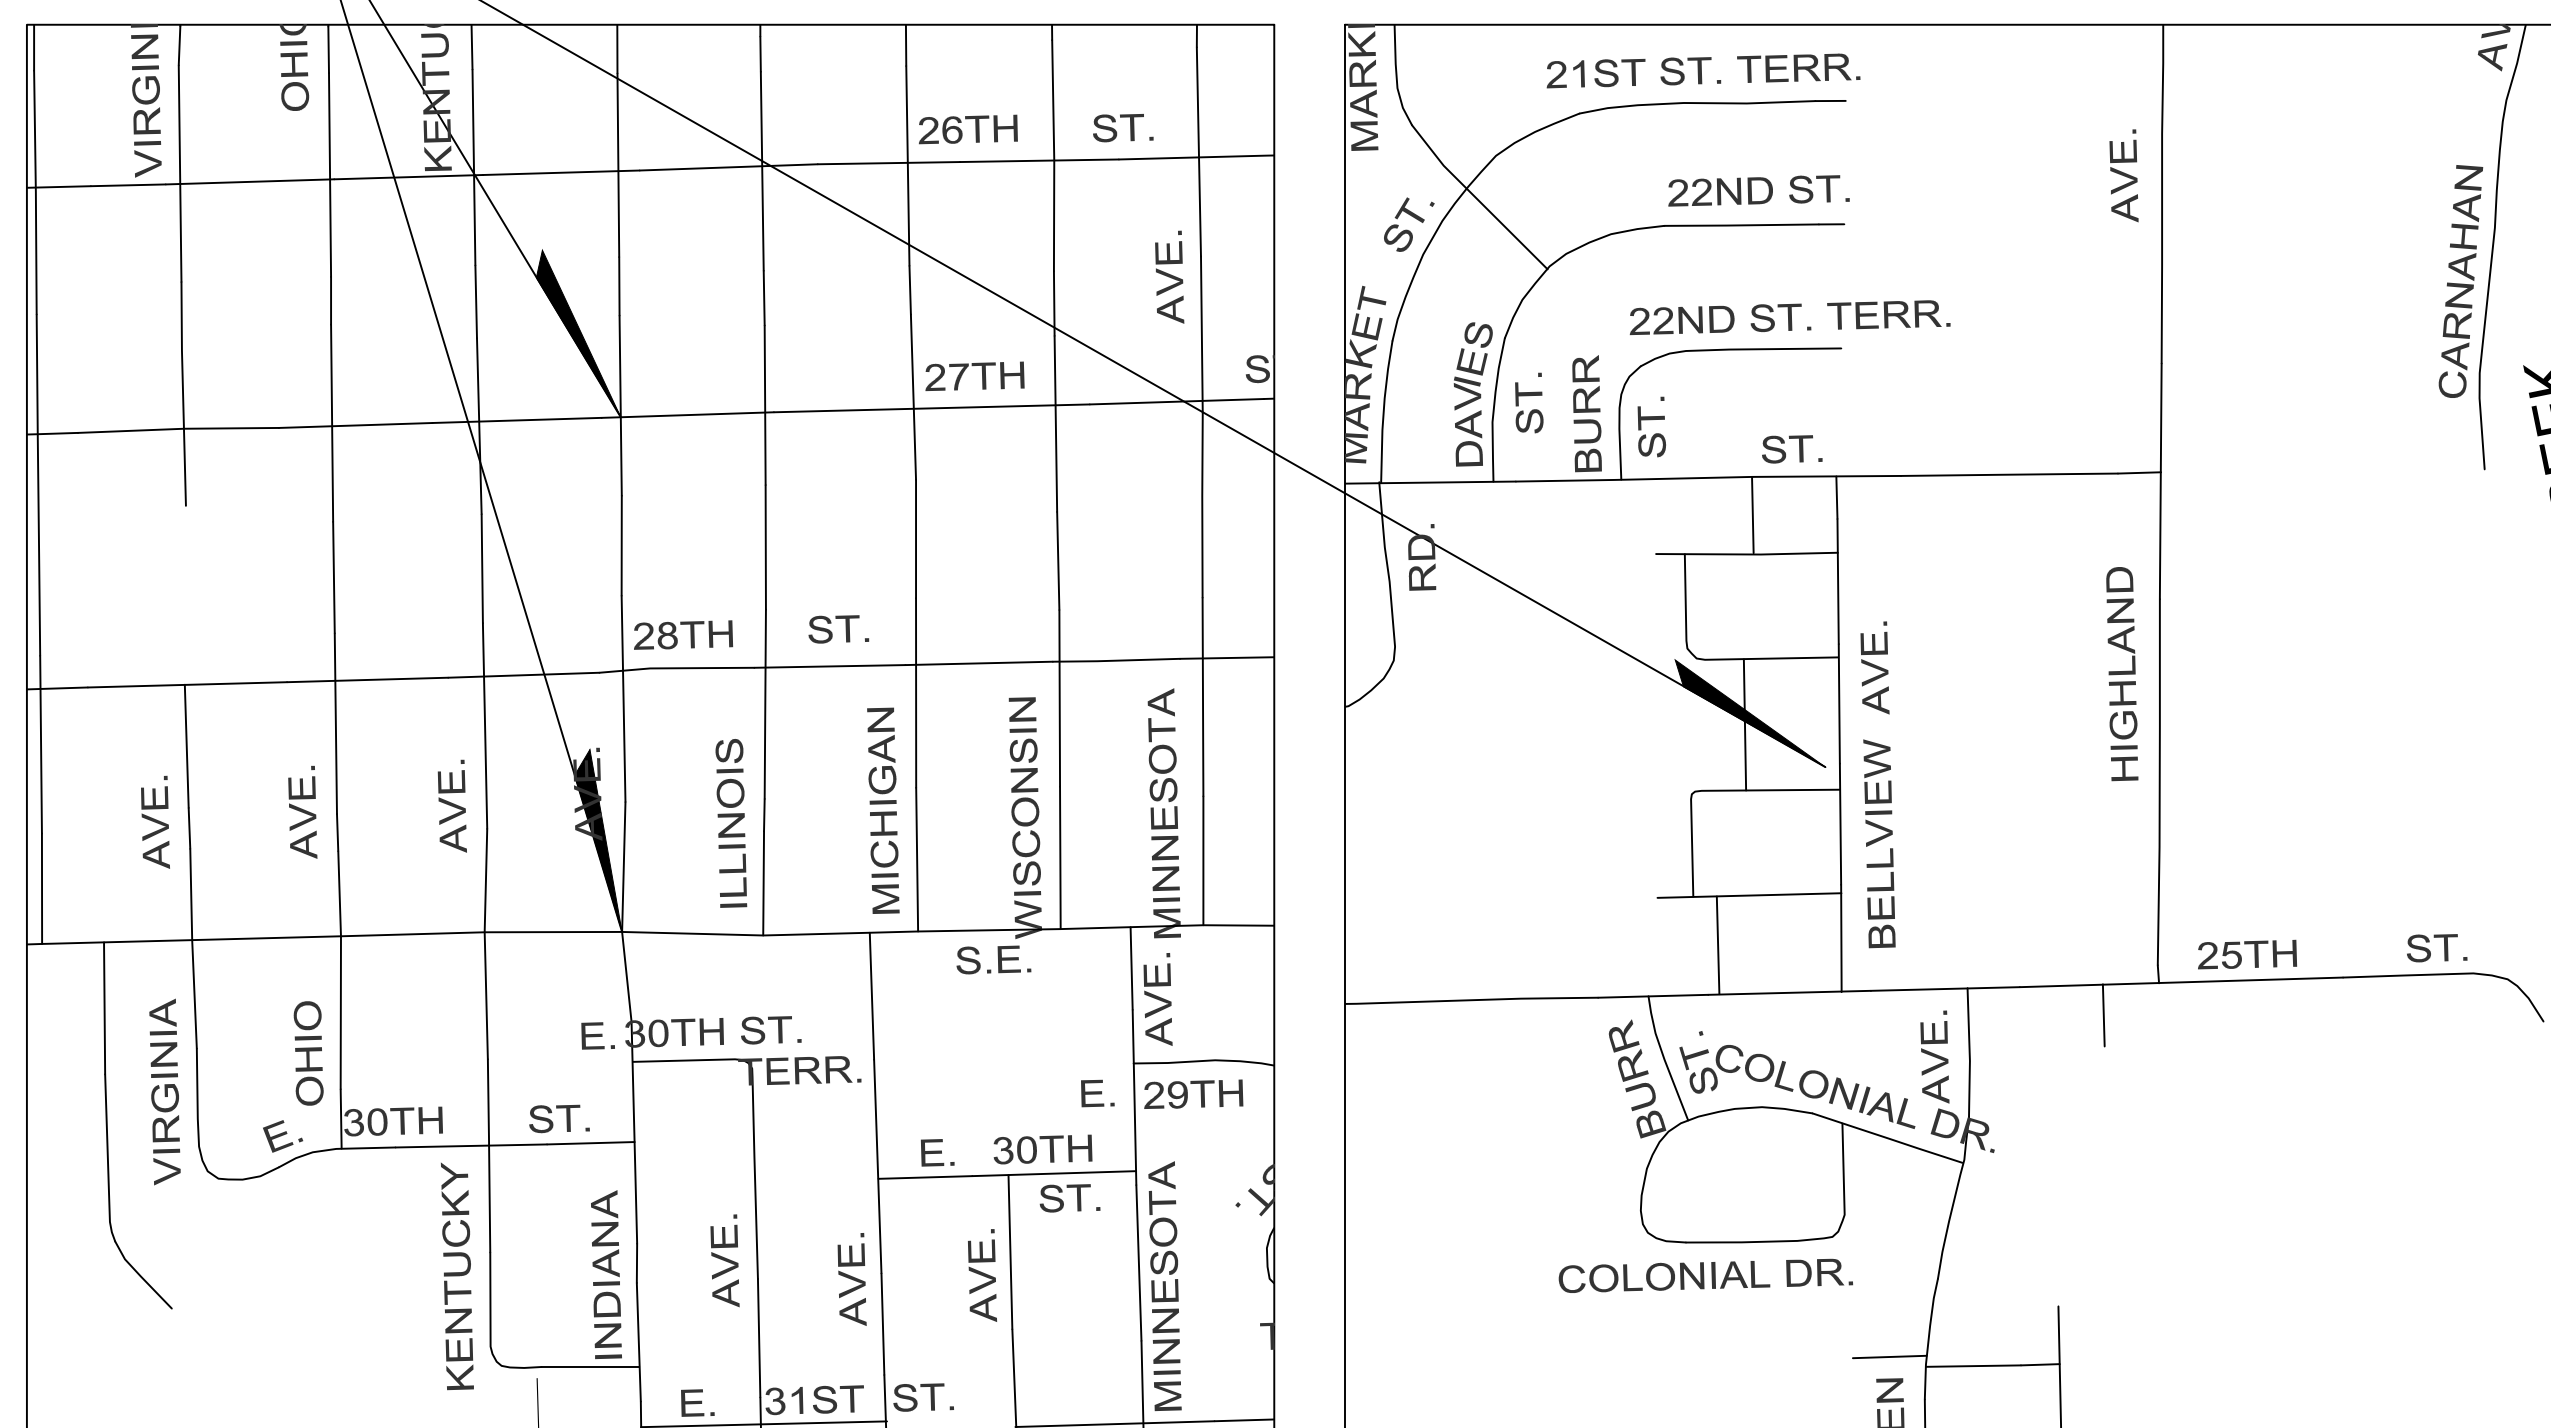 26TH ST.
AVE.
27TH
28TH ST.
AVE.
AVE.
AVE.
AVE.
ILLINOIS
MICHIGAN
WISCONSIN
MINNESOTA
S.E.
AVE.
VIRGINIA
OHIO
E. 30TH ST.
TERR.
E. 29TH
E. 30TH ST.
E. 30TH
ST.
ST.
KENTUCKY
INDIANA
AVE.
AVE.
AVE.
MINNESOTA
E. 31ST ST.
21ST ST. TERR.
22ND ST.
MARKET ST.
22ND ST. TERR.
DAVIES ST.
BURR ST.
ST.
AVE.
CARNAHAN
RD.
BELLVIEW AVE.
HIGHLAND
25TH ST.
BURR ST.
COLONIAL DR.
AVE.
COLONIAL DR.